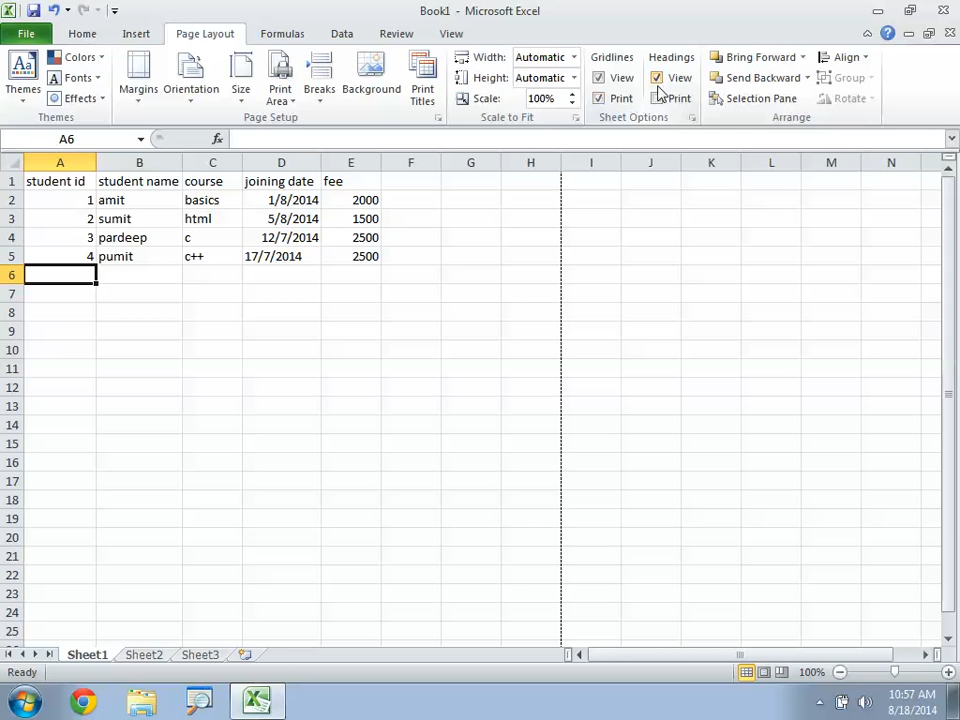 Book1 - Microsoft Excel
File Home Insert Page Layout Formulas Data Review View
Themes Colors Fonts Effects Margins Orientation Size Print Area Breaks Background Print Titles
Width: Automatic Height: Automatic Scale: 100%
Gridlines View Print Headings View Print
Bring Forward Send Backward Selection Pane Align Group Rotate
Themes Page Setup Scale to Fit Sheet Options Arrange
A6 fx
A B C D E F G H I J K L M N
1 student id student name course joining date fee
2 1 amit basics 1/8/2014 2000
3 2 sumit html 5/8/2014 1500
4 3 pardeep c 12/7/2014 2500
5 4 pumit c++ 17/7/2014 2500
6
7
8
9
10
11
12
13
14
15
16
17
18
19
20
21
22
23
24
25
Sheet1 Sheet2 Sheet3
Ready 100%
10:57 AM
8/18/2014